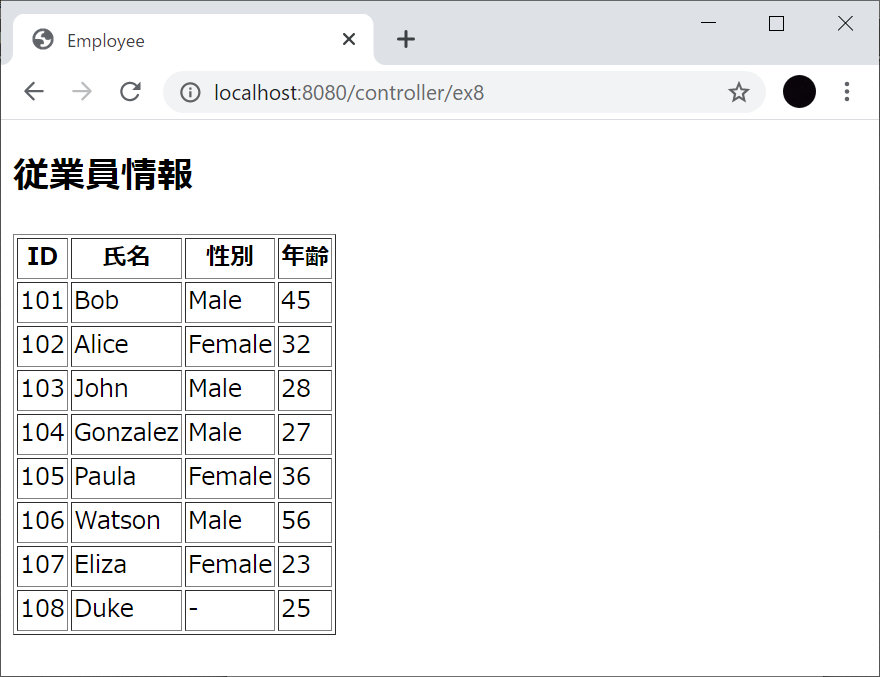 Employee
localhost:8080/controller/ex8
従業員情報
ID 氏名 性別 年齢
101 Bob Male 45
102 Alice Female 32
103 John Male 28
104 Gonzalez Male 27
105 Paula Female 36
106 Watson Male 56
107 Eliza Female 23
108 Duke - 25